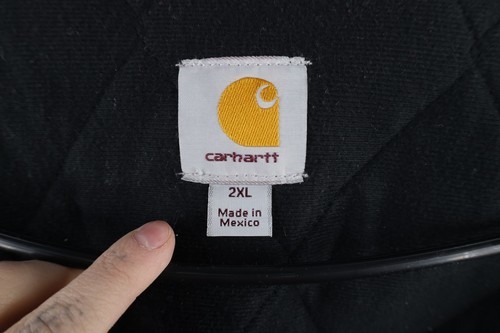 carhartt
2XL
Made in
Mexico